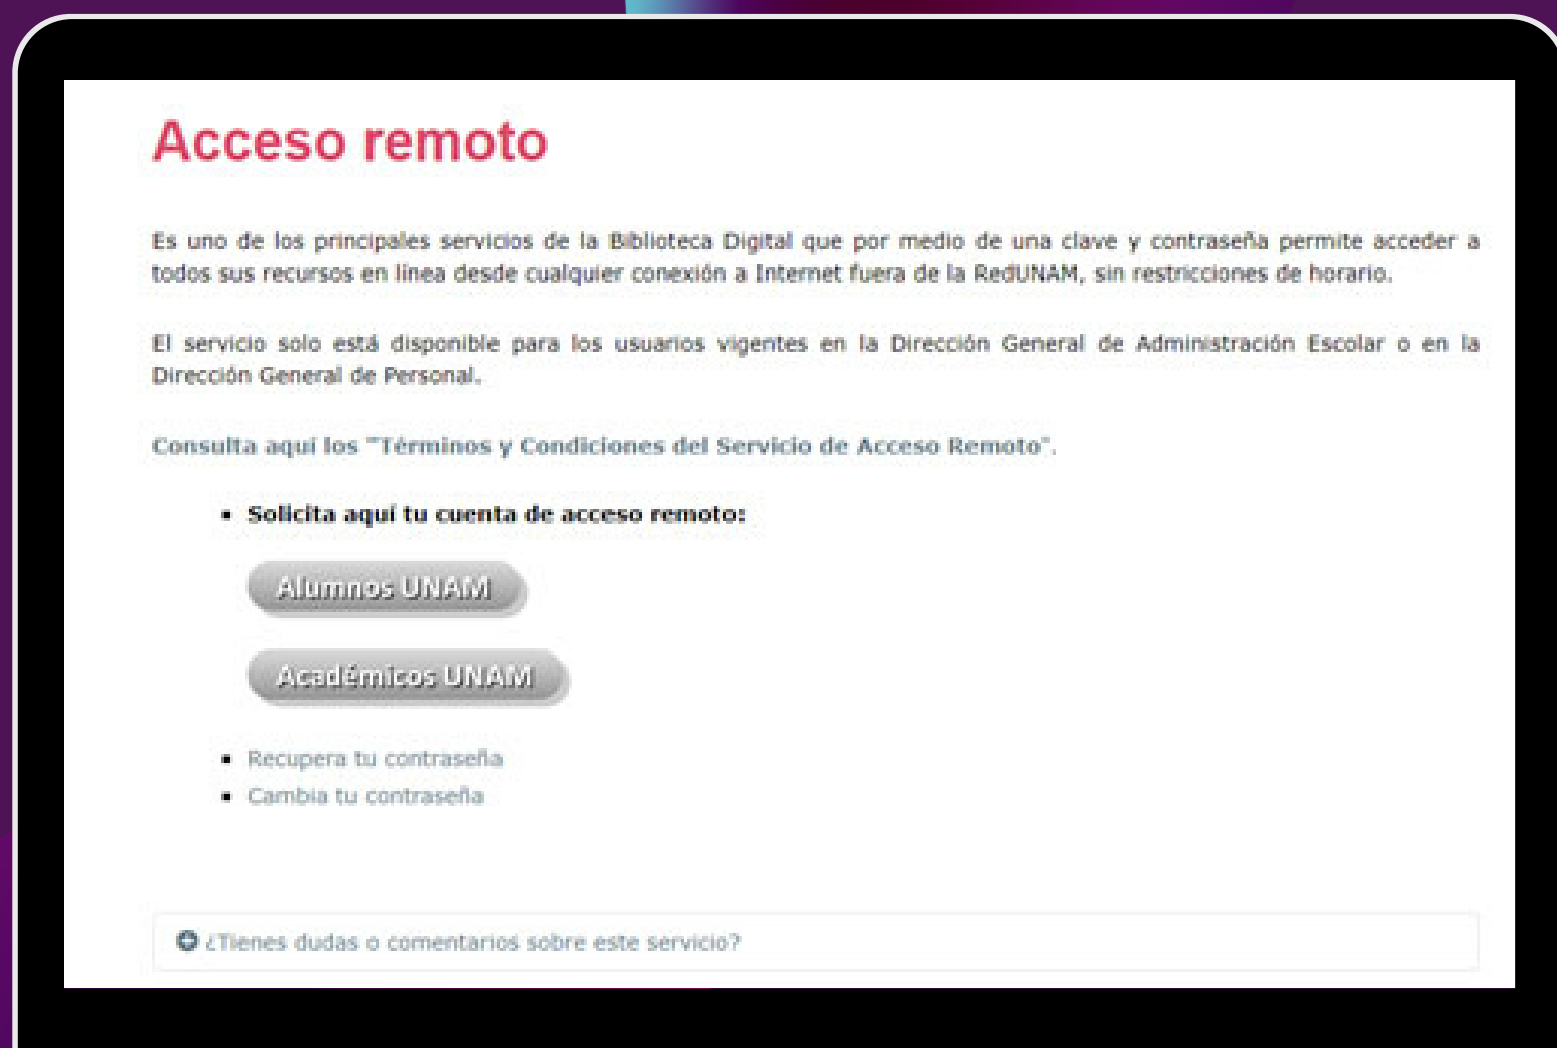 Acceso remoto
Es uno de los principales servicios de la Biblioteca Digital que por medio de una clave y contraseña permite acceder a
todos sus recursos en línea desde cualquier conexión a Internet fuera de la RedUNAM, sin restricciones de horario.
El servicio solo está disponible para los usuarios vigentes en la Dirección General de Administración Escolar o en la
Dirección General de Personal.
Consulta aquí los "Términos y Condiciones del Servicio de Acceso Remoto".
Solicita aquí tu cuenta de acceso remoto:
Alumnos UNAM
Académicos UNAM
Recupera tu contraseña
Cambia tu contraseña
¿Tienes dudas o comentarios sobre este servicio?